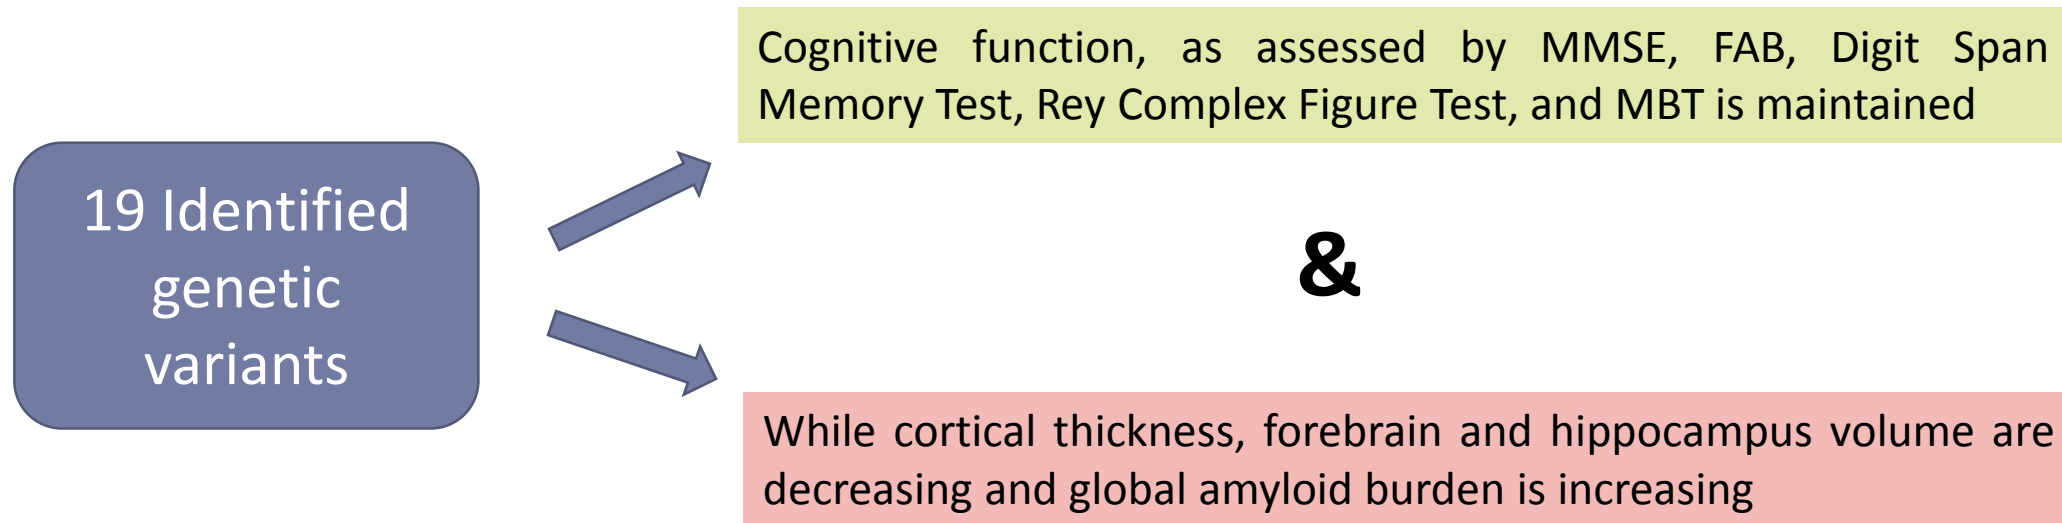 19 Identified
genetic
variants
Cognitive function, as assessed by MMSE, FAB, Digit Span
Memory Test, Rey Complex Figure Test, and MBT is maintained
&
While cortical thickness, forebrain and hippocampus volume are
decreasing and global amyloid burden is increasing